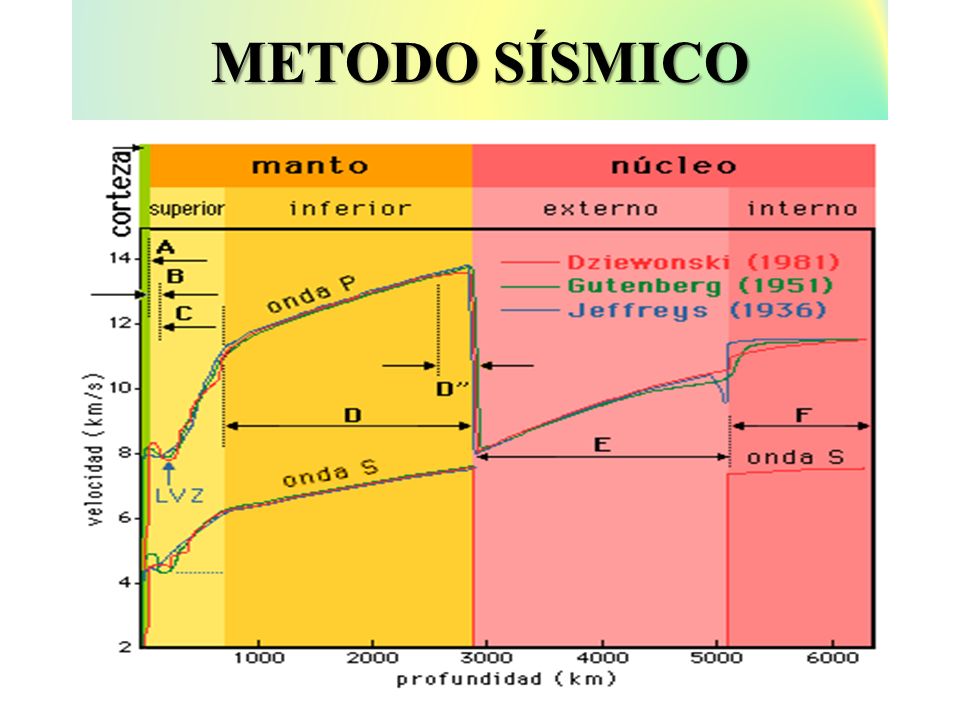 METODO SÍSMICO
corteza
manto
núcleo
superior
inferior
externo
interno
A
B
C
onda P
Dziewonski (1981)
Gutenberg (1951)
Jeffreys (1936)
D"
D
E
F
LVZ
onda S
onda S
velocidad (km/s)
14
12
10
8
6
4
2
1000 2000 3000 4000 5000 6000
profundidad (km)